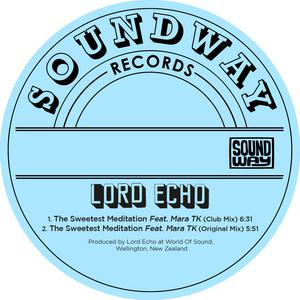 SOUNDWAY
RECORDS
SOUND
WAY
LORD ECHO
1. The Sweetest Meditation Feat. Mara TK (Club Mix) 6:31
2. The Sweetest Meditation Feat. Mara TK (Original Mix) 5:51
Produced by Lord Echo at World Of Sound,
Wellington, New Zealand